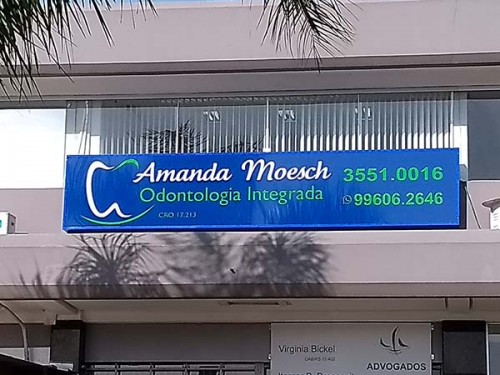 Amanda Moesch 3551.0016
Odontologia Integrada 99606.2646
CRO 17.213
Virginia Bickel
ADVOGADOS